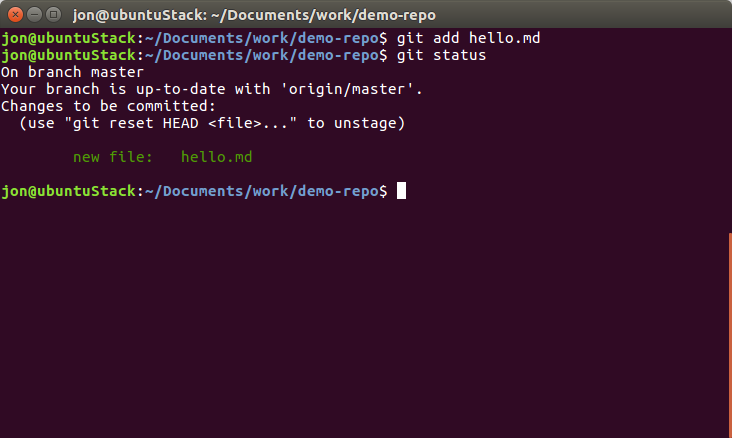 jon@ubuntuStack: ~/Documents/work/demo-repo
jon@ubuntuStack:~/Documents/work/demo-repo$ git add hello.md
jon@ubuntuStack:~/Documents/work/demo-repo$ git status
On branch master
Your branch is up-to-date with 'origin/master'.
Changes to be committed:
  (use "git reset HEAD <file>..." to unstage)
        new file:   hello.md
jon@ubuntuStack:~/Documents/work/demo-repo$